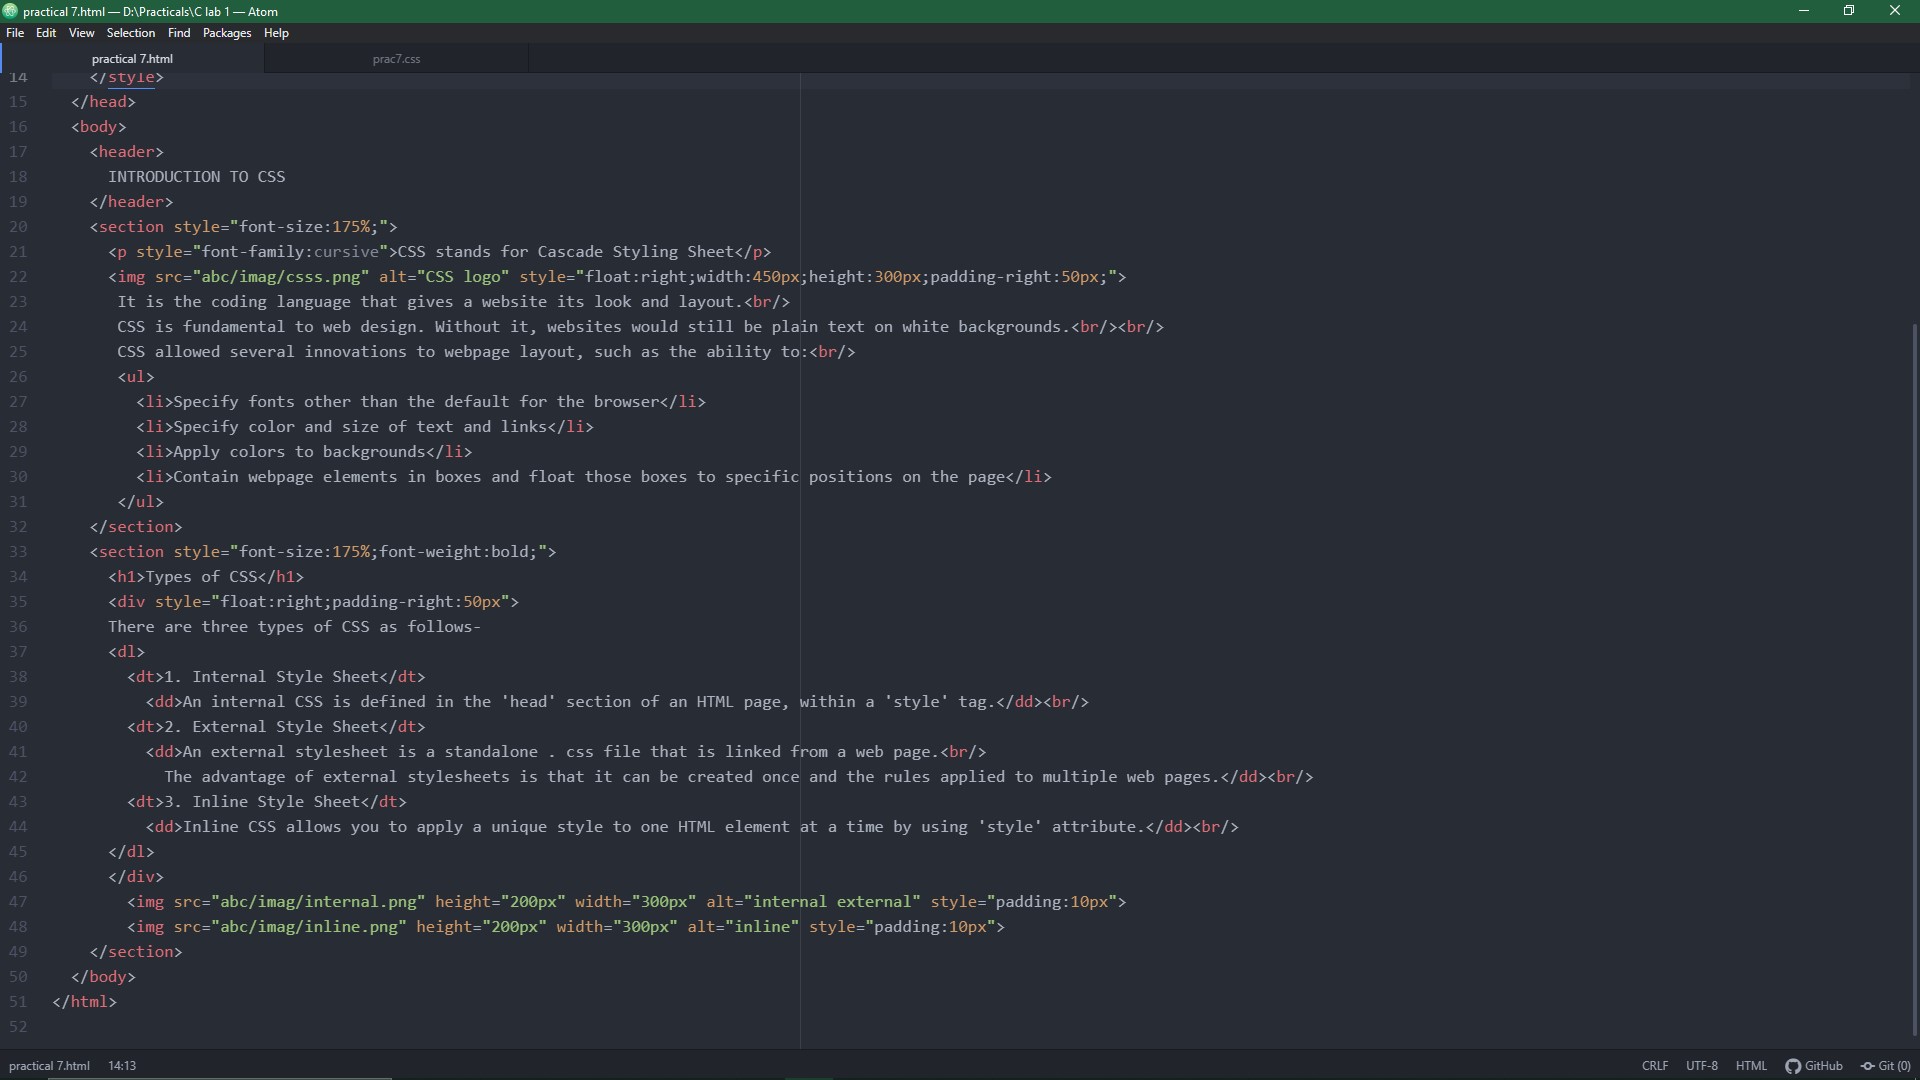 practical 7.html — D:\Practicals\C lab 1 — Atom
File Edit View Selection Find Packages Help
practical 7.html prac7.css
14 </style>
15 </head>
16 <body>
17 <header>
18 INTRODUCTION TO CSS
19 </header>
20 <section style="font-size:175%;">
21 <p style="font-family:cursive">CSS stands for Cascade Styling Sheet</p>
22 <img src="abc/imag/csss.png" alt="CSS logo" style="float:right;width:450px;height:300px;padding-right:50px;">
23 It is the coding language that gives a website its look and layout.<br/>
24 CSS is fundamental to web design. Without it, websites would still be plain text on white backgrounds.<br/><br/>
25 CSS allowed several innovations to webpage layout, such as the ability to:<br/>
26 <ul>
27 <li>Specify fonts other than the default for the browser</li>
28 <li>Specify color and size of text and links</li>
29 <li>Apply colors to backgrounds</li>
30 <li>Contain webpage elements in boxes and float those boxes to specific positions on the page</li>
31 </ul>
32 </section>
33 <section style="font-size:175%;font-weight:bold;">
34 <h1>Types of CSS</h1>
35 <div style="float:right;padding-right:50px">
36 There are three types of CSS as follows-
37 <dl>
38 <dt>1. Internal Style Sheet</dt>
39 <dd>An internal CSS is defined in the 'head' section of an HTML page, within a 'style' tag.</dd><br/>
40 <dt>2. External Style Sheet</dt>
41 <dd>An external stylesheet is a standalone . css file that is linked from a web page.<br/>
42 The advantage of external stylesheets is that it can be created once and the rules applied to multiple web pages.</dd><br/>
43 <dt>3. Inline Style Sheet</dt>
44 <dd>Inline CSS allows you to apply a unique style to one HTML element at a time by using 'style' attribute.</dd><br/>
45 </dl>
46 </div>
47 <img src="abc/imag/internal.png" height="200px" width="300px" alt="internal external" style="padding:10px">
48 <img src="abc/imag/inline.png" height="200px" width="300px" alt="inline" style="padding:10px">
49 </section>
50 </body>
51 </html>
52
practical 7.html 14:13 CRLF UTF-8 HTML GitHub Git (0)